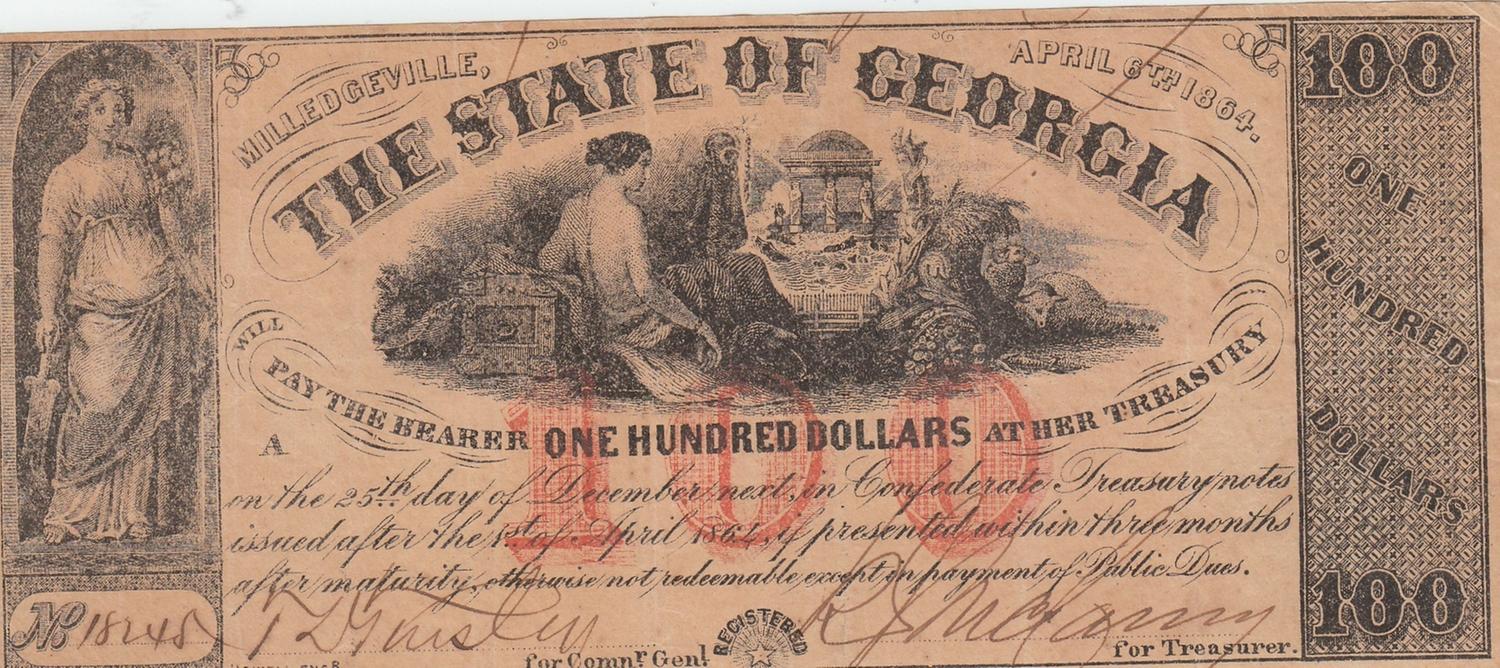 MILLEDGEVILLE, APRIL 6TH 1864.
THE STATE OF GEORGIA
WILL
PAY THE BEARER ONE HUNDRED DOLLARS AT HER TREASURY
A
100
on the 25th day of December next, in Confederate Treasury notes
issued after the 1st of April 1864, if presented within three months
after maturity, otherwise not redeemable except in payment of Public Dues.
No 18245
for Compr Genl
REGISTERED
for Treasurer.
100
ONE
HUNDRED
DOLLARS
100